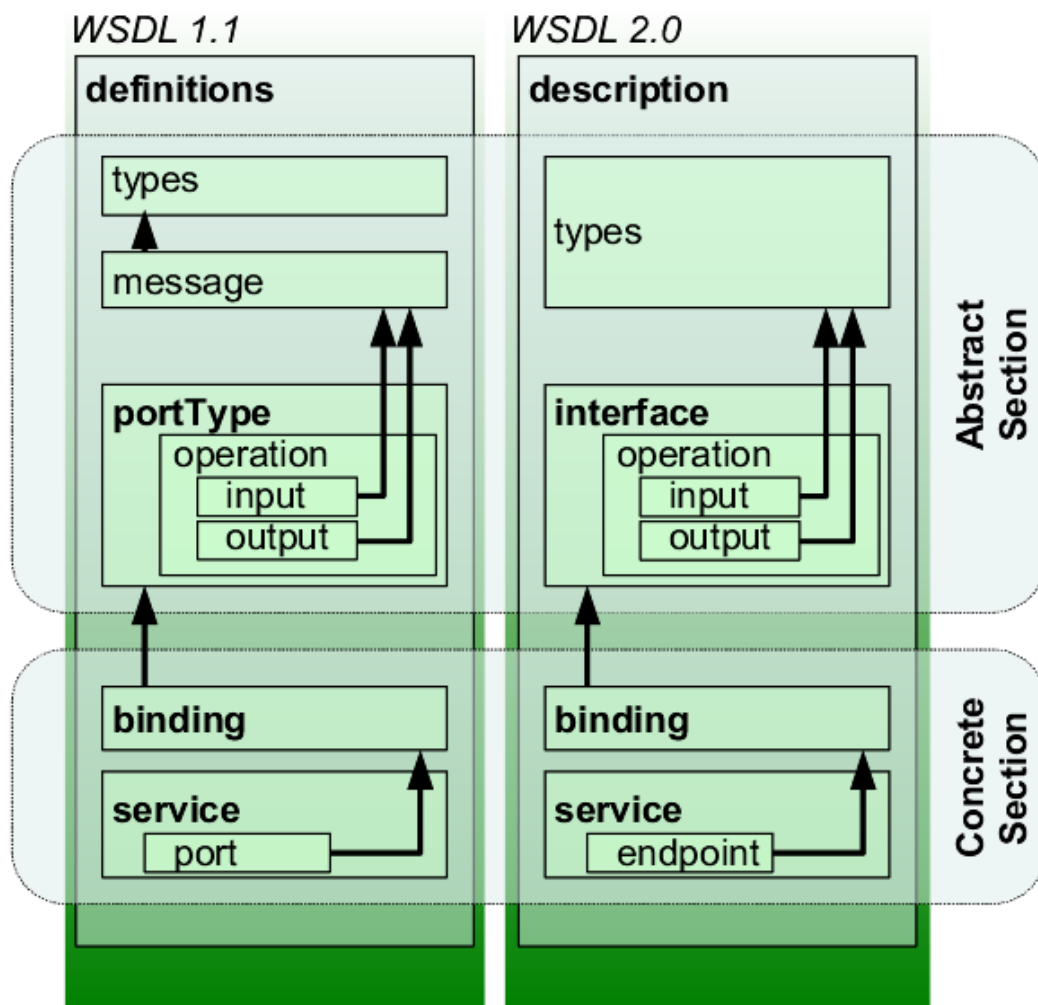 WSDL 1.1
definitions
types
message
portType
operation
input
output
binding
service
port
WSDL 2.0
description
types
interface
operation
input
output
binding
service
endpoint
Abstract
Section
Concrete
Section